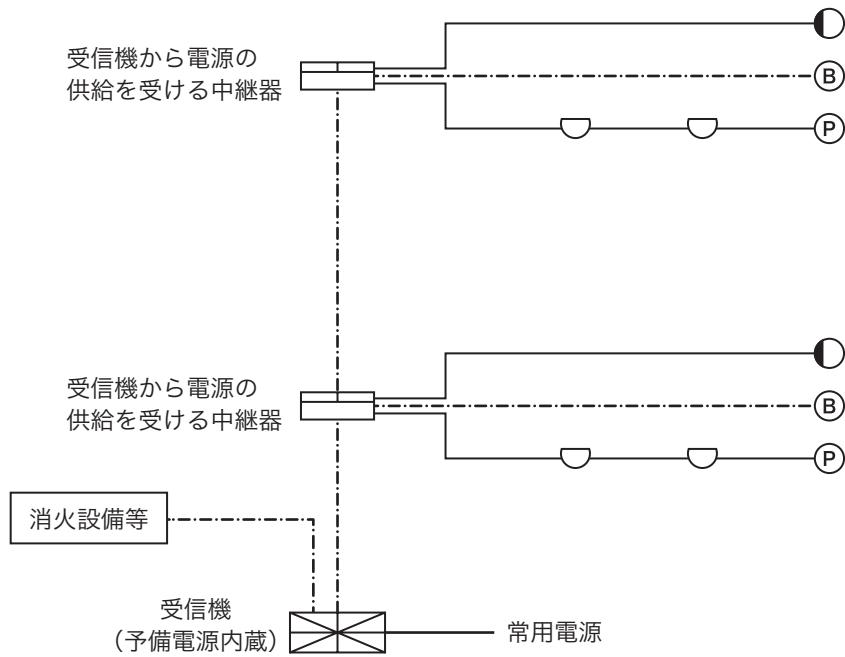 受信機から電源の
供給を受ける中継器
B
P
受信機から電源の
供給を受ける中継器
B
P
消火設備等
受信機
（予備電源内蔵）
常用電源